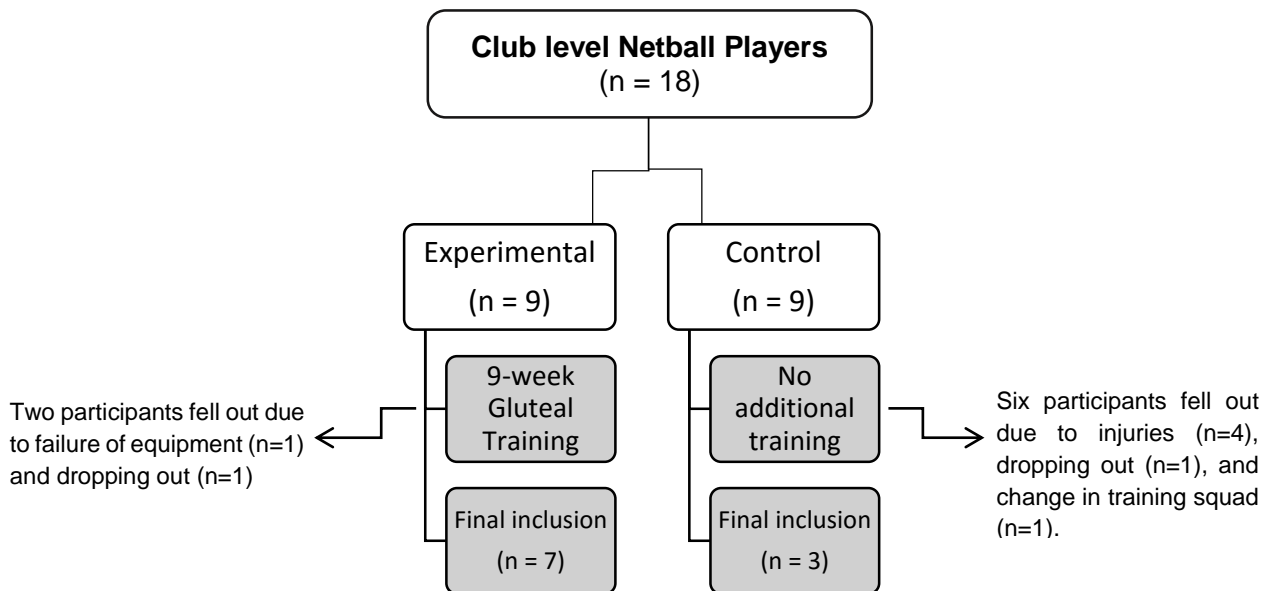 Club level Netball Players
(n = 18)
Experimental
(n = 9)
Control
(n = 9)
9-week
Gluteal
Training
No
additional
training
Two participants fell out due
to failure of equipment (n=1)
and dropping out (n=1)
Six participants fell out
due to injuries (n=4),
dropping out (n=1), and
change in training squad
(n=1).
Final inclusion
(n = 7)
Final inclusion
(n = 3)